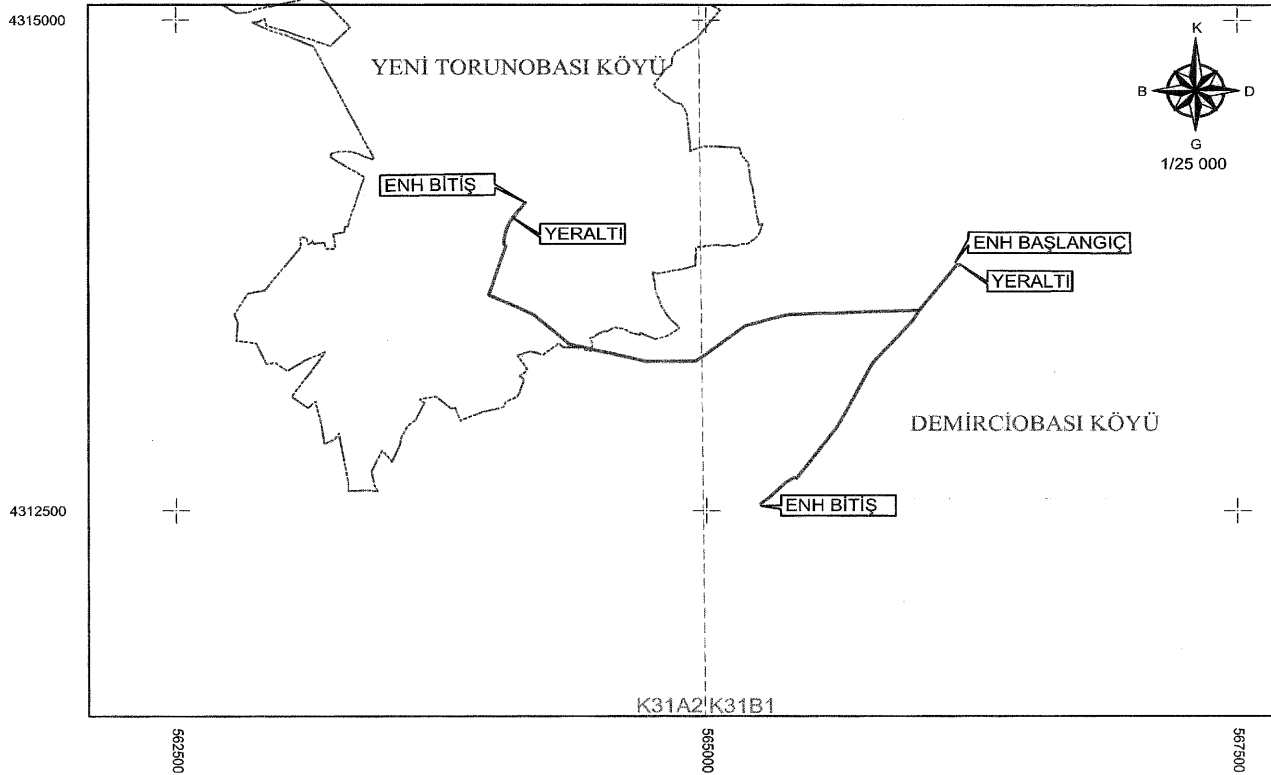 4315000
YENİ TORUNOBASI KÖYÜ
K
B
D
G
1/25 000
ENH BİTİŞ
YERALTI
ENH BAŞLANGIÇ
YERALTI
DEMİRCİOBASI KÖYÜ
4312500
ENH BİTİŞ
K31A2 K31B1
562500
565000
567500